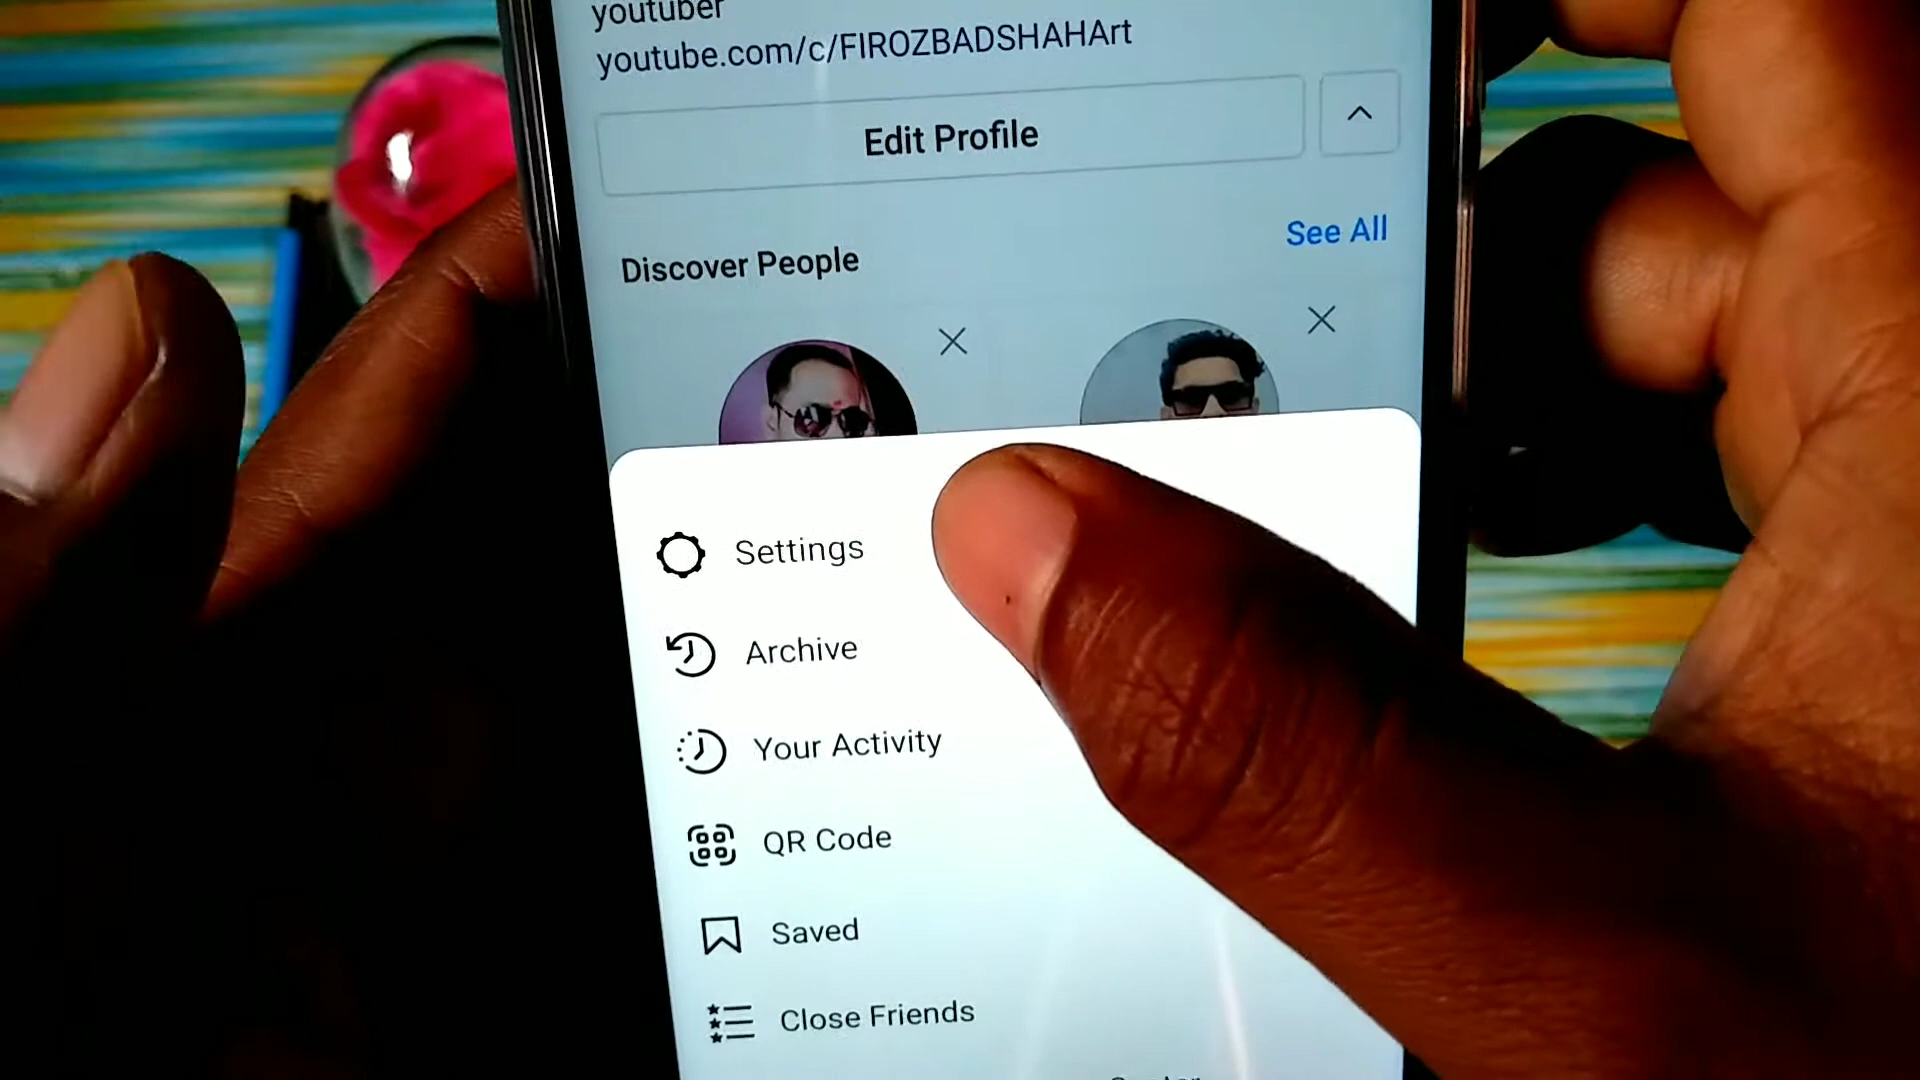 youtuber
youtube.com/c/FIROZBADSHAHArt
Edit Profile
See All
Discover People
Settings
Archive
Your Activity
QR Code
Saved
Close Friends